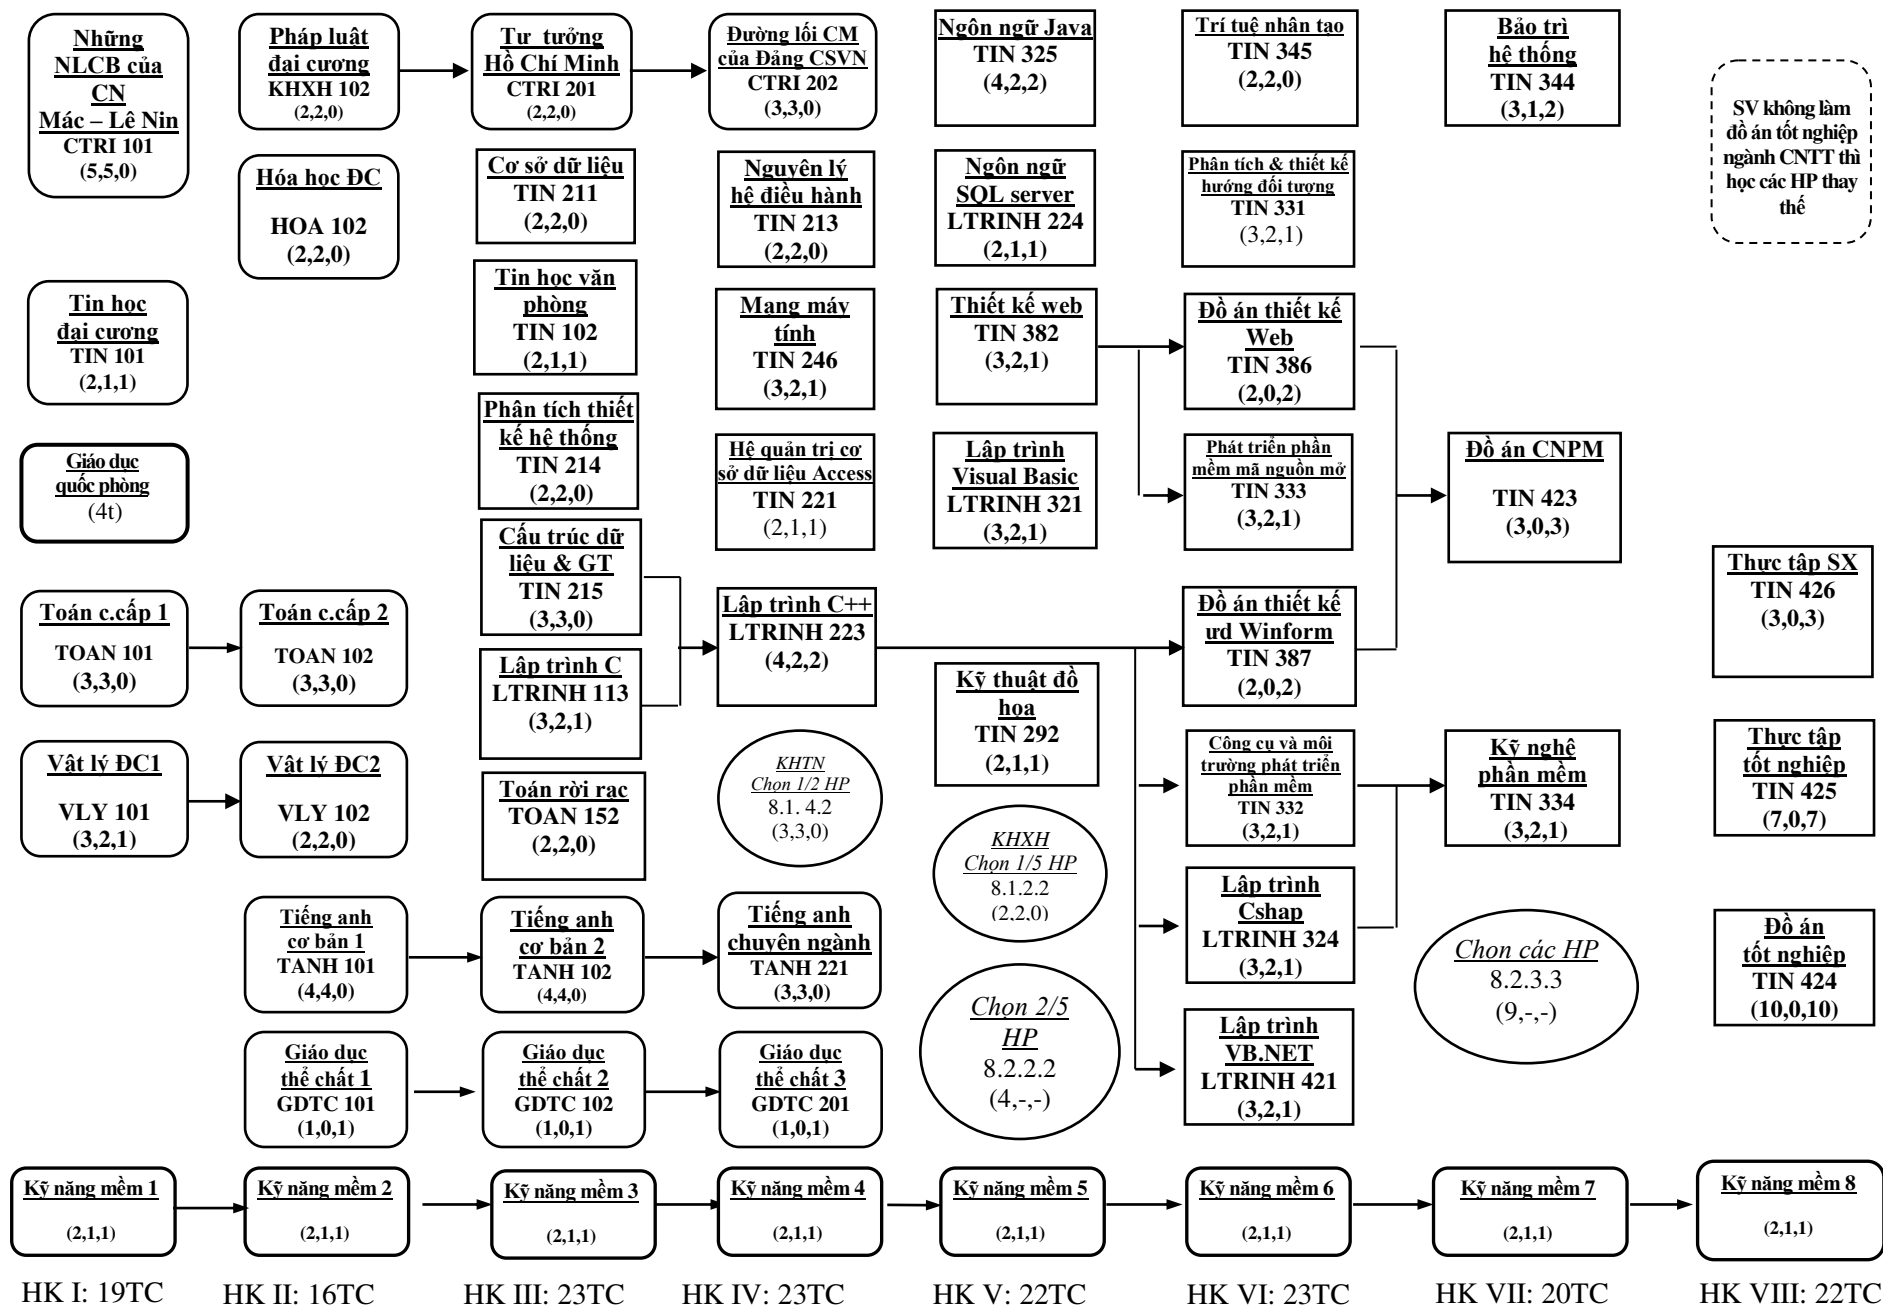 Những
NLCB của
CN
Mác – Lê Nin
CTRI 101
(5,5,0)
Tin học
đại cương
TIN 101
(2,1,1)
Giáo dục
quốc phòng
(4t)
Toán c.cấp 1
TOAN 101
(3,3,0)
Vật lý ĐC1
VLY 101
(3,2,1)
Kỹ năng mềm 1
(2,1,1)
HK I: 19TC
Pháp luật
đại cương
KHXH 102
(2,2,0)
Hóa học ĐC
HOA 102
(2,2,0)
Toán c.cấp 2
TOAN 102
(3,3,0)
Vật lý ĐC2
VLY 102
(2,2,0)
Tiếng anh
cơ bản 1
TANH 101
(4,4,0)
Giáo dục
thể chất 1
GDTC 101
(1,0,1)
Kỹ năng mềm 2
(2,1,1)
HK II: 16TC
Tư tưởng
Hồ Chí Minh
CTRI 201
(2,2,0)
Cơ sở dữ liệu
TIN 211
(2,2,0)
Tin học văn
phòng
TIN 102
(2,1,1)
Phân tích thiết
kế hệ thống
TIN 214
(2,2,0)
Cấu trúc dữ
liệu & GT
TIN 215
(3,3,0)
Lập trình C
LTRINH 113
(3,2,1)
Toán rời rạc
TOAN 152
(2,2,0)
Tiếng anh
cơ bản 2
TANH 102
(4,4,0)
Giáo dục
thể chất 2
GDTC 102
(1,0,1)
Kỹ năng mềm 3
(2,1,1)
HK III: 23TC
Đường lối CM
của Đảng CSVN
CTRI 202
(3,3,0)
Nguyên lý
hệ điều hành
TIN 213
(2,2,0)
Mạng máy
tính
TIN 246
(3,2,1)
Hệ quản trị cơ
sở dữ liệu Access
TIN 221
(2,1,1)
Lập trình C++
LTRINH 223
(4,2,2)
KHTN
Chọn 1/2 HP
8.1. 4.2
(3,3,0)
Tiếng anh
chuyên ngành
TANH 221
(3,3,0)
Giáo dục
thể chất 3
GDTC 201
(1,0,1)
Kỹ năng mềm 4
(2,1,1)
HK IV: 23TC
Ngôn ngữ Java
TIN 325
(4,2,2)
Ngôn ngữ
SQL server
LTRINH 224
(2,1,1)
Thiết kế web
TIN 382
(3,2,1)
Lập trình
Visual Basic
LTRINH 321
(3,2,1)
Kỹ thuật đồ
họa
TIN 292
(2,1,1)
KHXH
Chọn 1/5 HP
8.1.2.2
(2.2.0)
Chọn 2/5
HP
8.2.2.2
(4,-,-)
Kỹ năng mềm 5
(2,1,1)
HK V: 22TC
Trí tuệ nhân tạo
TIN 345
(2,2,0)
Phân tích & thiết kế
hướng đối tượng
TIN 331
(3,2,1)
Đồ án thiết kế
Web
TIN 386
(2,0,2)
Phát triển phần
mềm mã nguồn mở
TIN 333
(3,2,1)
Đồ án thiết kế
ưd Winform
TIN 387
(2,0,2)
Công cụ và môi
trường phát triển
phần mềm
TIN 332
(3,2,1)
Lập trình
Cshap
LTRINH 324
(3,2,1)
Lập trình
VB.NET
LTRINH 421
(3,2,1)
Kỹ năng mềm 6
(2,1,1)
HK VI: 23TC
Bảo trì
hệ thống
TIN 344
(3,1,2)
Đồ án CNPM
TIN 423
(3,0,3)
Kỹ nghệ
phần mềm
TIN 334
(3,2,1)
Chon các HP
8.2.3.3
(9,-,-)
Kỹ năng mềm 7
(2,1,1)
HK VII: 20TC
SV không làm
đồ án tốt nghiệp
ngành CNTT thì
học các HP thay
thế
Thực tập SX
TIN 426
(3,0,3)
Thực tập
tốt nghiệp
TIN 425
(7,0,7)
Đồ án
tốt nghiệp
TIN 424
(10,0,10)
Kỹ năng mềm 8
(2,1,1)
HK VIII: 22TC